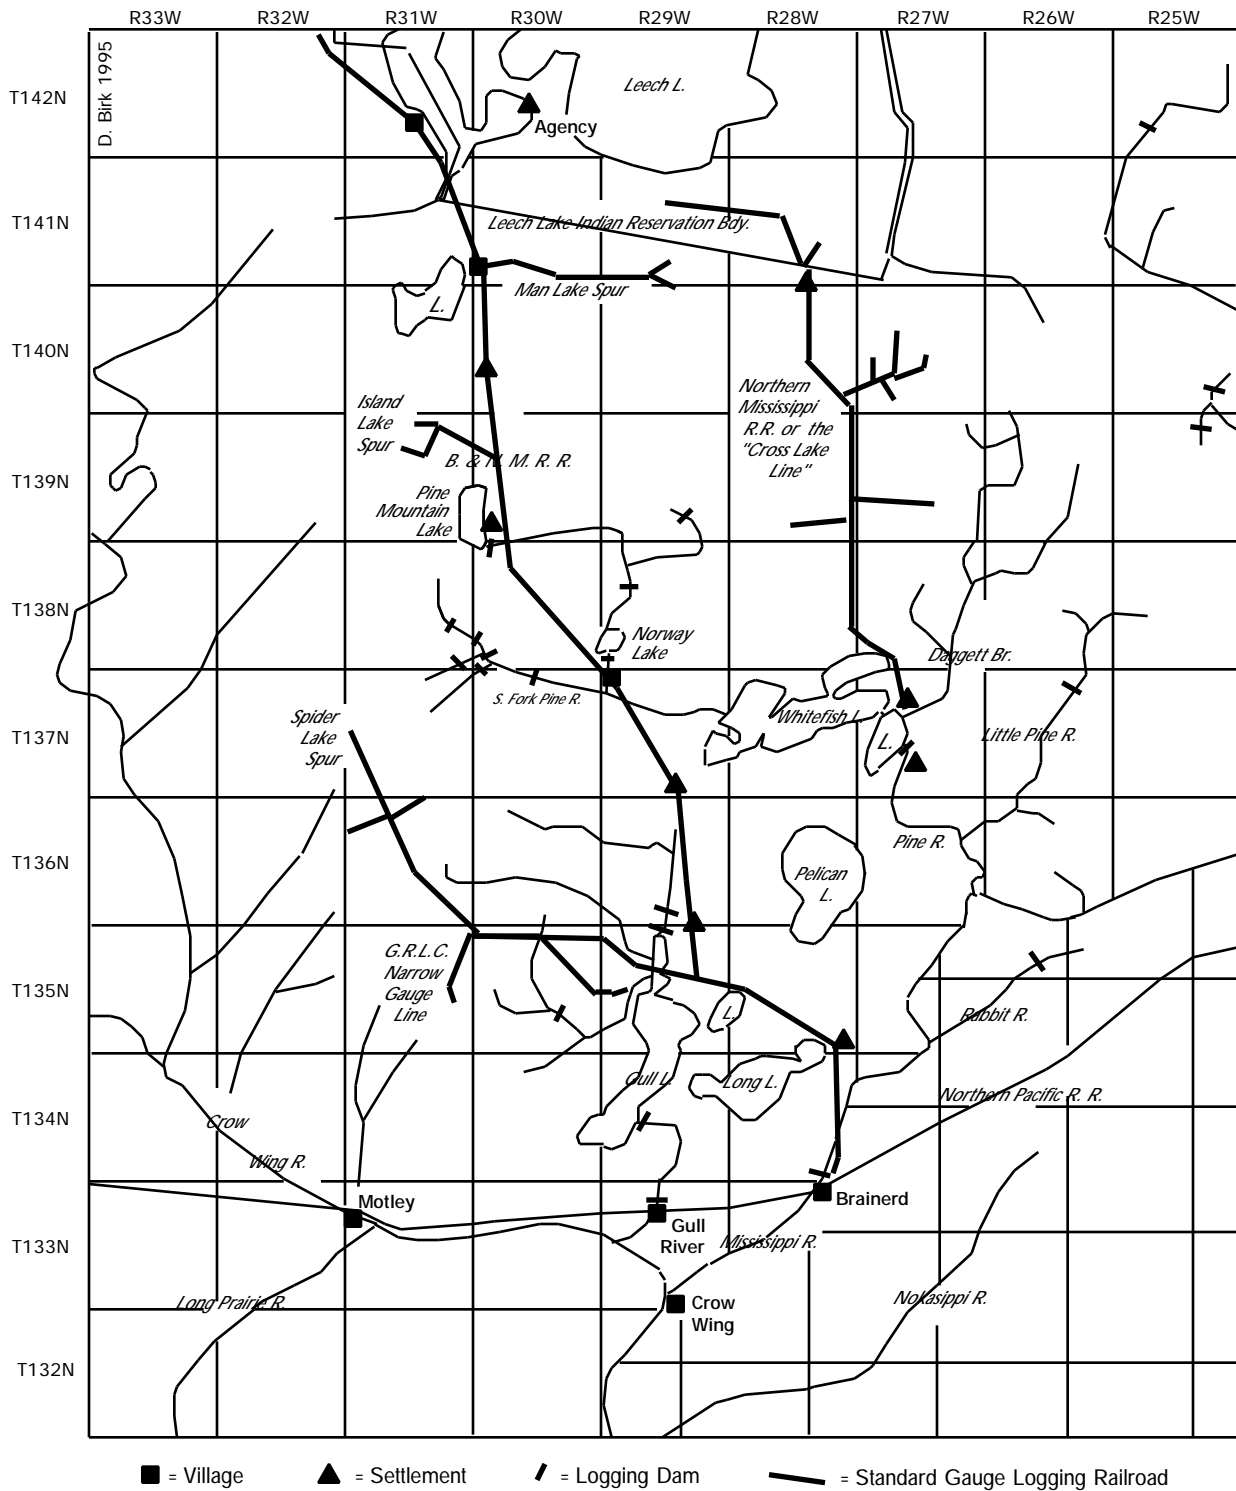 R33W R32W R31W R30W R29W R28W R27W R26W R25W
D. Birk 1995
T142N
Leech L.
Agency
T141N
Leech Lake Indian Reservation Bdy.
Man Lake Spur
L.
T140N
Island
Lake
Spur
Northern
Mississippi
R.R. or the
"Cross Lake
Line"
B. & N. M. R. R.
T139N
Pine
Mountain
Lake
T138N
Norway
Lake
Daggett Br.
S. Fork Pine R.
Spider
Lake
Spur
Whitefish L.
L.
Little Pine R.
T137N
Pine R.
T136N
Pelican
L.
G.R.L.C.
Narrow
Gauge
Line
T135N
L.
Rabbit R.
Gull L.
Long L.
Northern Pacific R. R.
T134N
Crow
Wing R.
Motley
Brainerd
Gull
River
Mississippi R.
T133N
Long Prairie R.
Crow
Wing
Nokasippi R.
T132N
= Village = Settlement = Logging Dam = Standard Gauge Logging Railroad